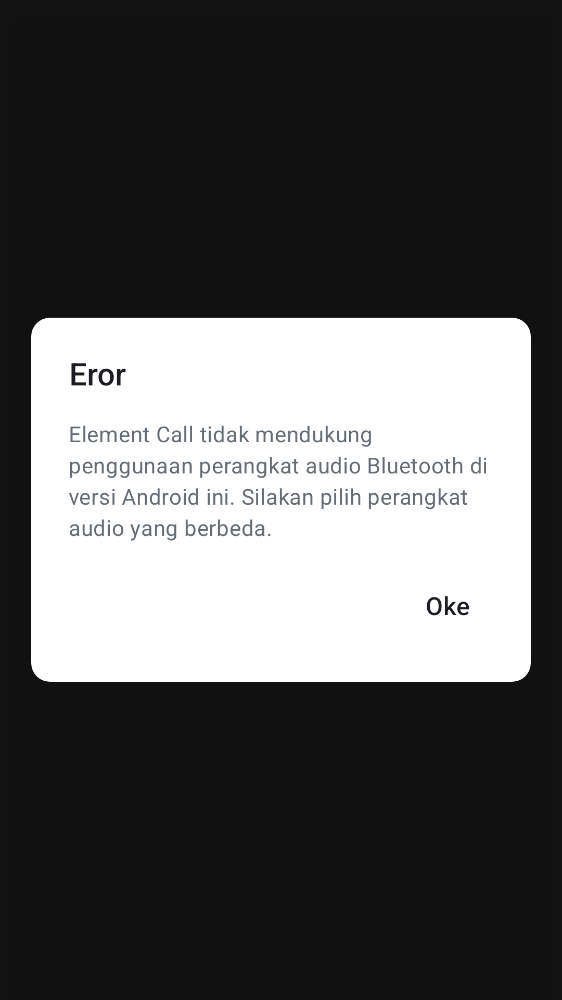 Eror
Element Call tidak mendukung
penggunaan perangkat audio Bluetooth di
versi Android ini. Silakan pilih perangkat
audio yang berbeda.
Oke